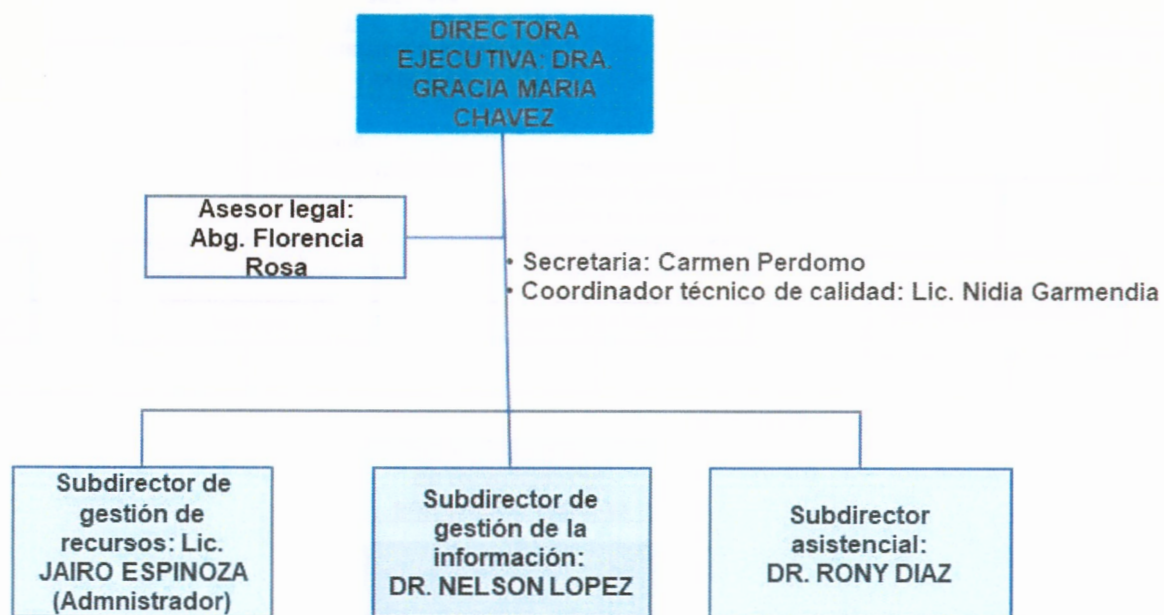 DIRECTORA
EJECUTIVA: DRA.
GRACIA MARIA
CHAVEZ
Asesor legal:
Abg. Florencia
Rosa
• Secretaria: Carmen Perdomo
• Coordinador técnico de calidad: Lic. Nidia Garmendia
Subdirector de
gestión de
recursos: Lic.
JAIRO ESPINOZA
(Admnistrador)
Subdirector de
gestión de la
información:
DR. NELSON LOPEZ
Subdirector
asistencial:
DR. RONY DIAZ